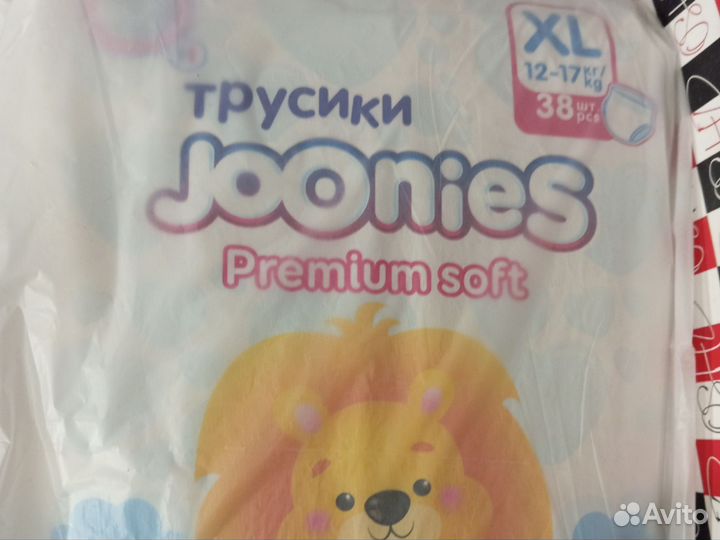 XL
12-17 кг/kg
38 шт. pcs
трусики
Joonies
Premium soft
Avito